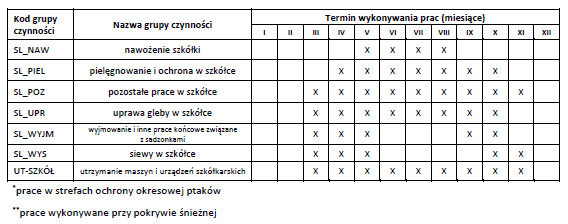 Kod grupy czynności Nazwa grupy czynności Termin wykonywania prac (miesiące)
I II III IV V VI VII VIII IX X XI XII
SL_NAW nawożenie szkółki X X X X
SL_PIEL pielęgnowanie i ochrona w szkółce X X X X X X X
SL_POZ pozostałe prace w szkółce X X X X X X X X X
SL_UPR uprawa gleby w szkółce X X X X X X X X
SL_WYJM wyjmowanie i inne prace końcowe związane z sadzonkami X X X X X
SL_WYS siewy w szkółce X X X X X
UT-SZKÓŁ utrzymanie maszyn i urządzeń szkółkarskich X X X X X X X X X
*prace w strefach ochrony okresowej ptaków
**prace wykonywane przy pokrywie śnieżnej